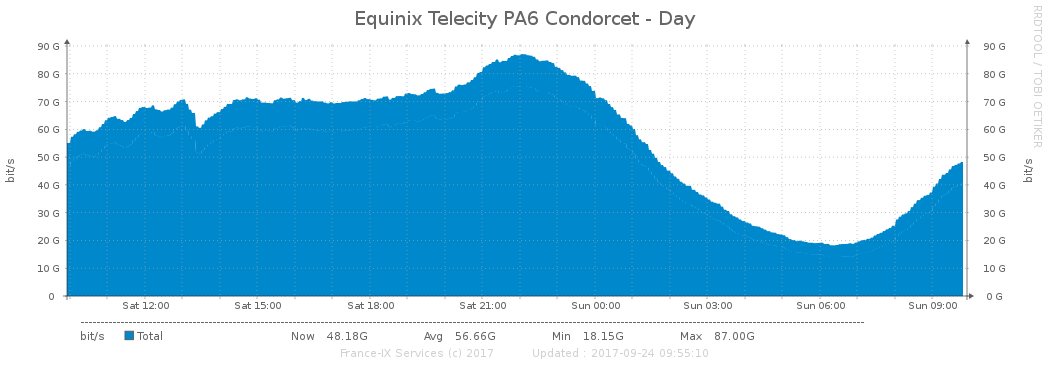 Equinix Telecity PA6 Condorcet - Day
RRDTOOL / TOBI OETIKER
90 G 90 G
80 G 80 G
70 G 70 G
60 G 60 G
50 G 50 G
40 G 40 G
30 G 30 G
20 G 20 G
10 G 10 G
0 0 G
bit/s bit/s
Sat 12:00 Sat 15:00 Sat 18:00 Sat 21:00 Sun 00:00 Sun 03:00 Sun 06:00 Sun 09:00
bit/s Total Now 48.18G Avg 56.66G Min 18.15G Max 87.00G
France-IX Services (c) 2017 Updated : 2017-09-24 09:55:10